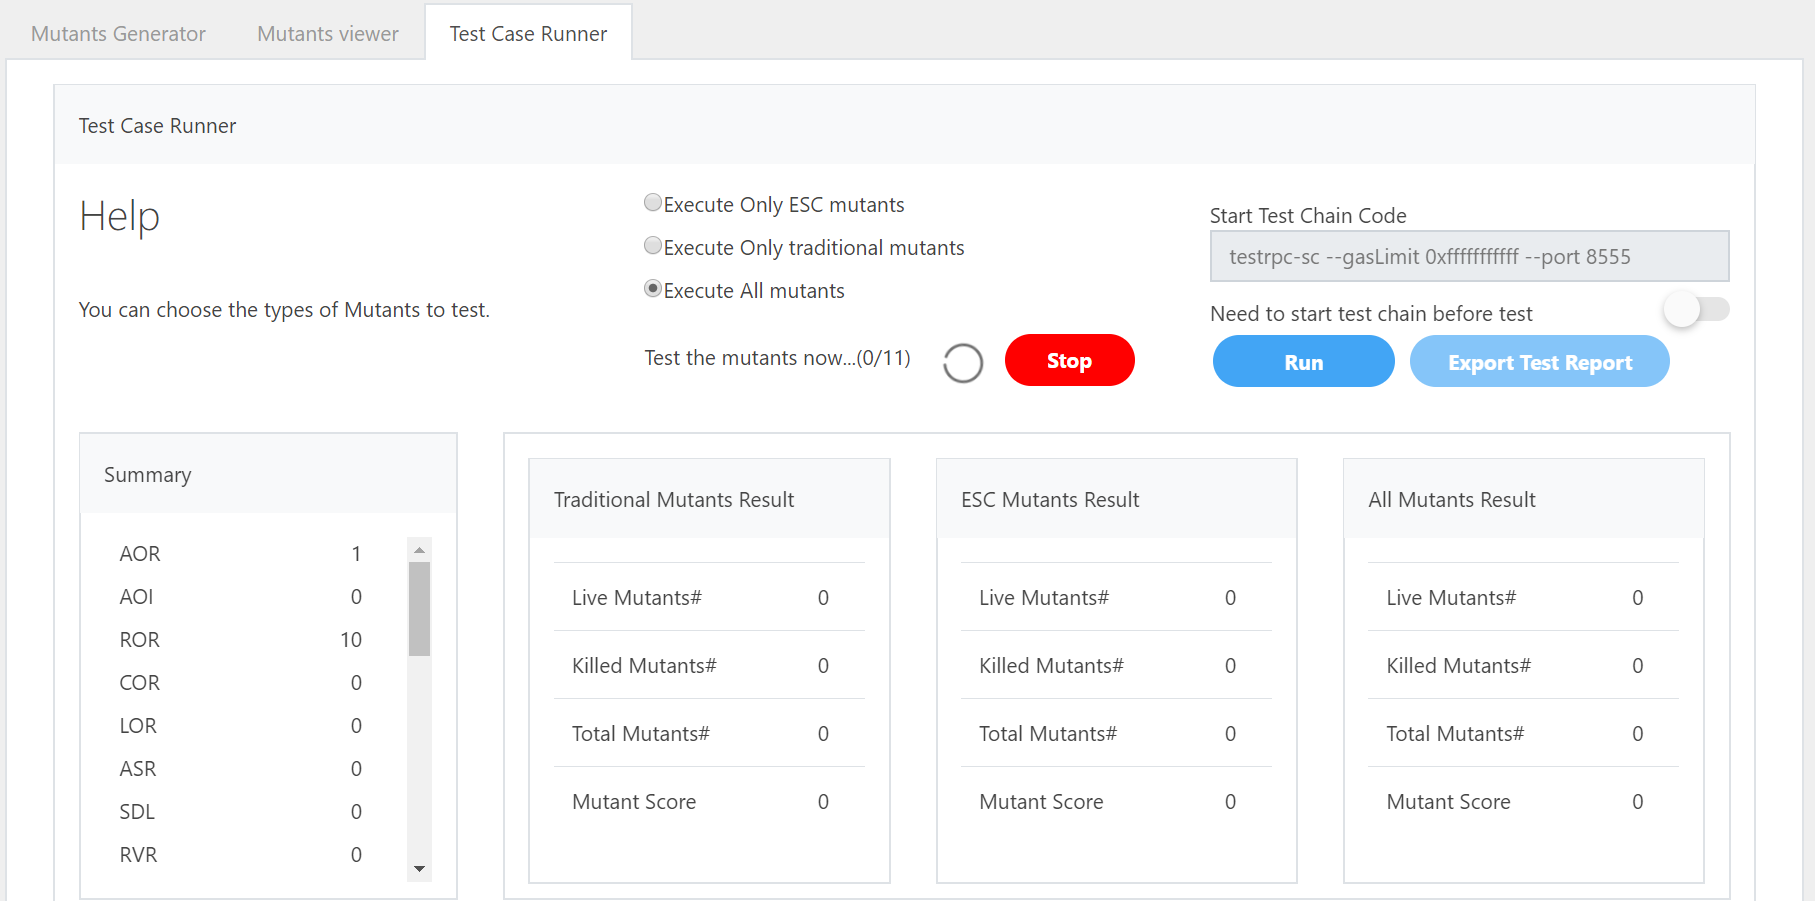 Mutants Generator
Mutants viewer
Test Case Runner
Test Case Runner
Help
You can choose the types of Mutants to test.
Execute Only ESC mutants
Execute Only traditional mutants
Execute All mutants
Test the mutants now...(0/11)
Stop
Start Test Chain Code
testrpc-sc --gasLimit 0xfffffffffff --port 8555
Need to start test chain before test
Run
Export Test Report
Summary
AOR 1
AOI 0
ROR 10
COR 0
LOR 0
ASR 0
SDL 0
RVR 0
Traditional Mutants Result
Live Mutants# 0
Killed Mutants# 0
Total Mutants# 0
Mutant Score 0
ESC Mutants Result
Live Mutants# 0
Killed Mutants# 0
Total Mutants# 0
Mutant Score 0
All Mutants Result
Live Mutants# 0
Killed Mutants# 0
Total Mutants# 0
Mutant Score 0